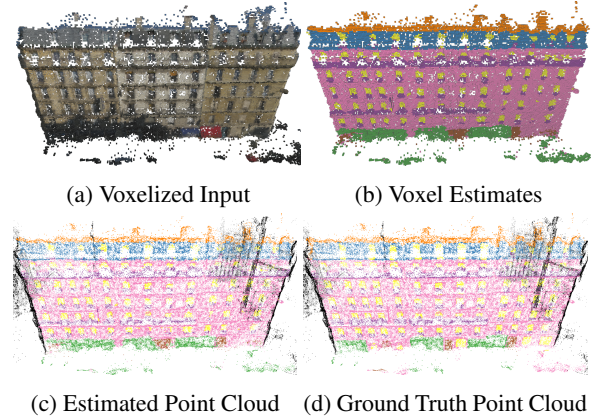 (a) Voxelized Input
(b) Voxel Estimates
(c) Estimated Point Cloud
(d) Ground Truth Point Cloud